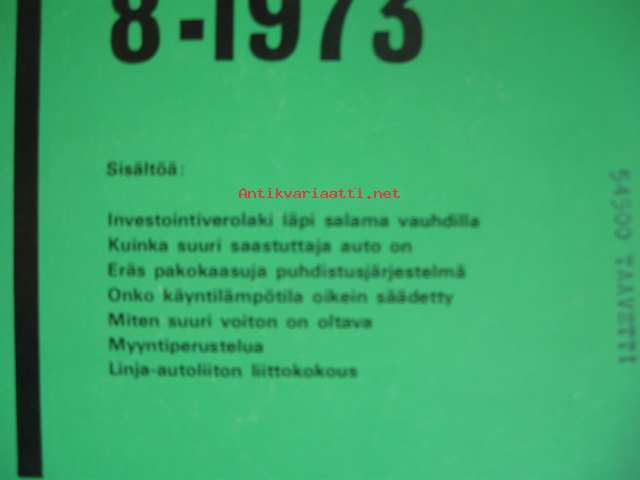 8-1973
Sisältöä:
Antikvariaatti.net
Investointiverolaki läpi salama vauhdilla
Kuinka suuri saastuttaja auto on
Eräs pakokaasuja puhdistusjärjestelmä
Onko käyntilämpötila oikein säädetty
Miten suuri voiton on oltava
Myyntiperustelua
Linja-autoliiton liittokokous
54500 TAAVETTI